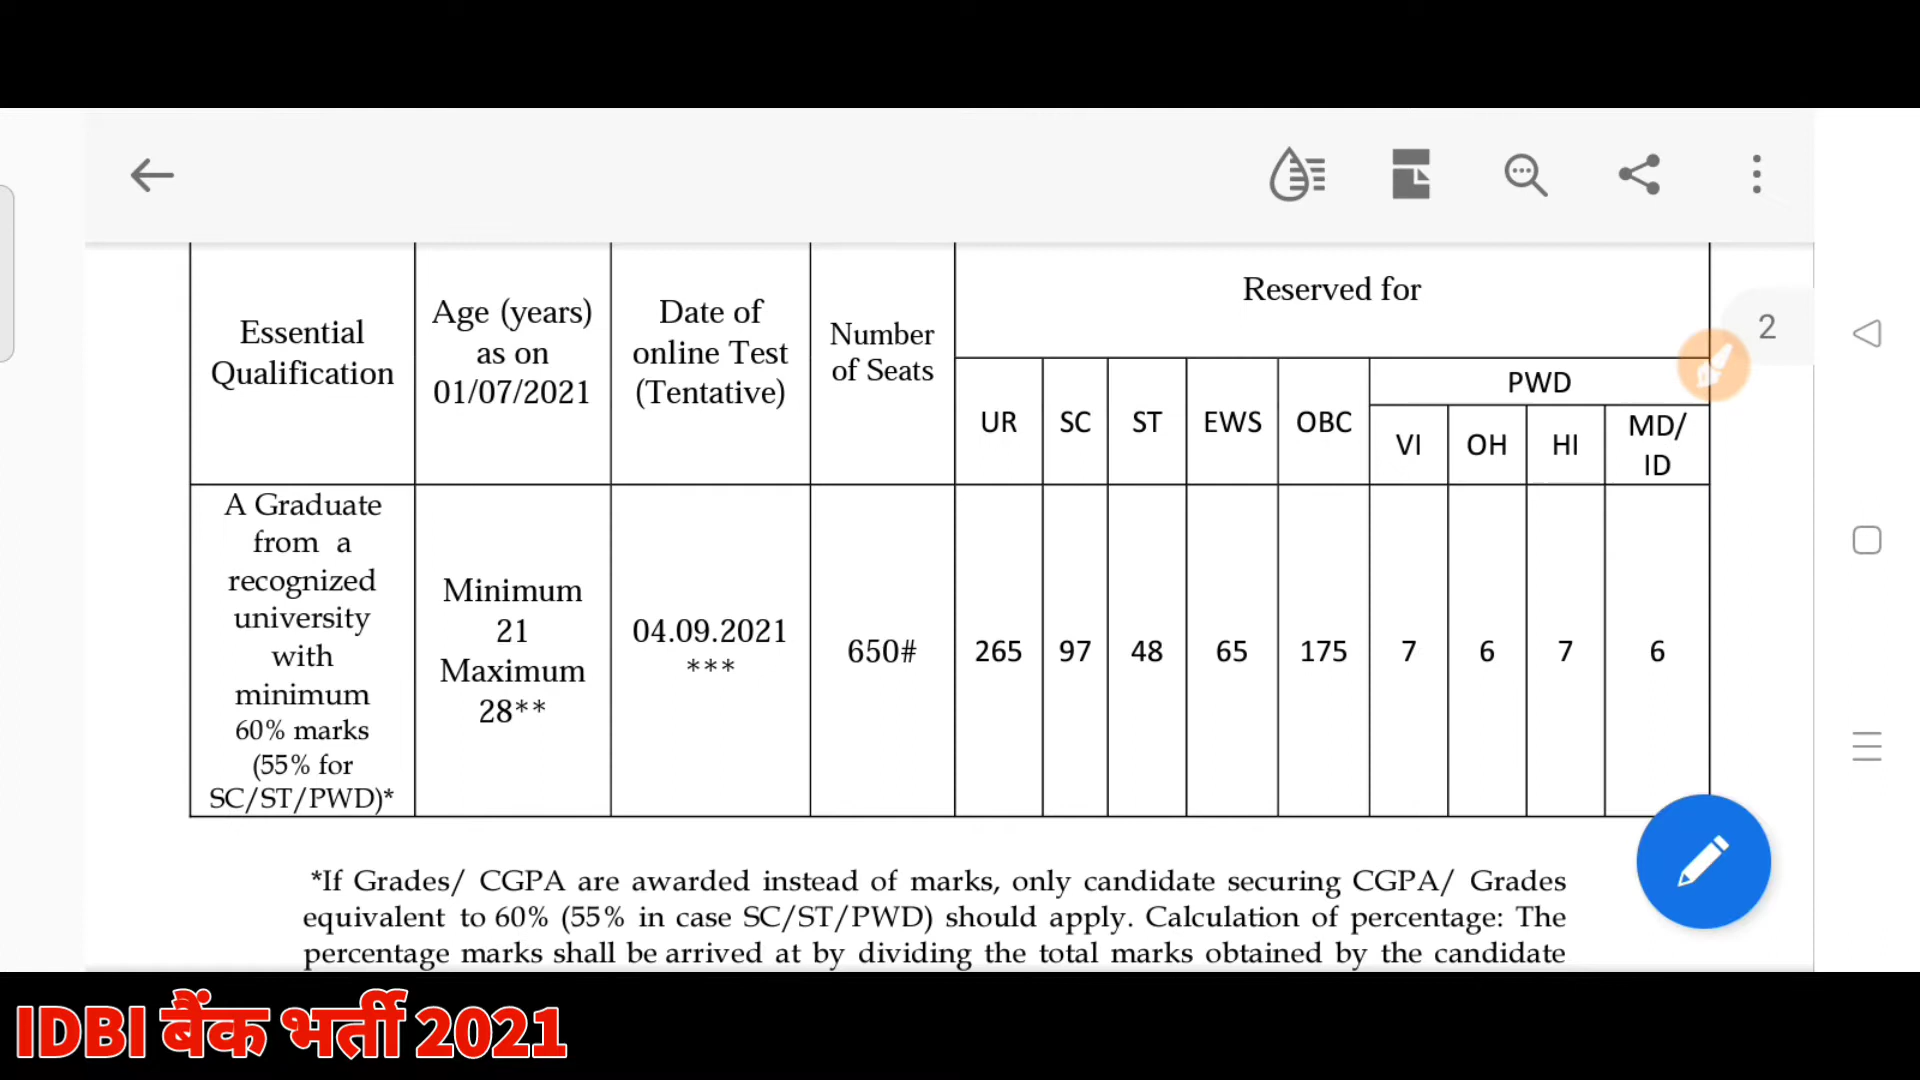 Essential
Qualification
Age (years)
as on
01/07/2021
Date of
online Test
(Tentative)
Number
of Seats
Reserved for
2
UR
SC
ST
EWS
OBC
PWD
VI
OH
HI
MD/
ID
A Graduate
from a
recognized
university
with
minimum
60% marks
(55% for
SC/ST/PWD)*
Minimum
21
Maximum
28**
04.09.2021
***
650#
265
97
48
65
175
7
6
7
6
*If Grades/ CGPA are awarded instead of marks, only candidate securing CGPA/ Grades
equivalent to 60% (55% in case SC/ST/PWD) should apply. Calculation of percentage: The
percentage marks shall be arrived at by dividing the total marks obtained by the candidate
IDBI बैंक भर्ती 2021